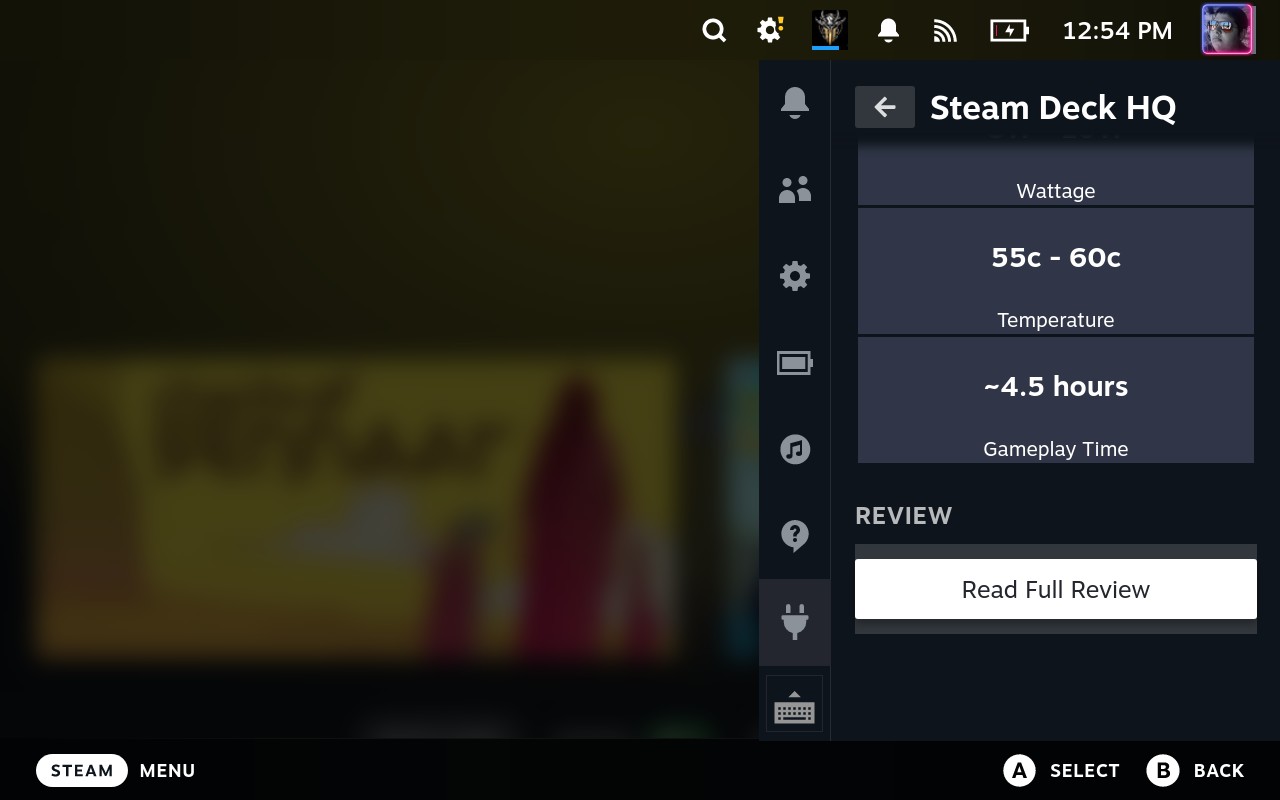 12:54 PM
Steam Deck HQ
Wattage
55c - 60c
Temperature
~4.5 hours
Gameplay Time
REVIEW
Read Full Review
STEAM MENU
A SELECT B BACK